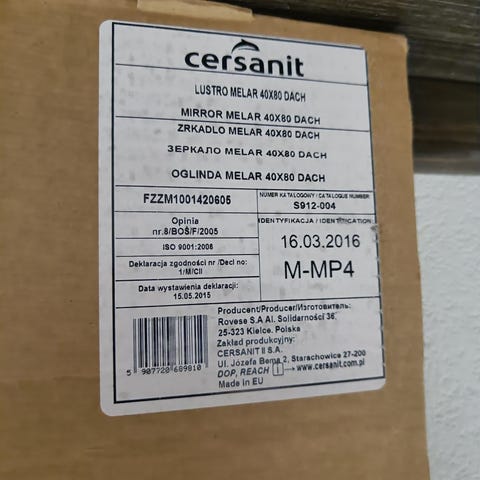 cersanit
LUSTRO MELAR 40X80 DACH
MIRROR MELAR 40X80 DACH
ZRKADLO MELAR 40X80 DACH
ЗЕРКАЛО MELAR 40X80 DACH
OGLINDA MELAR 40X80 DACH
FZZM1001420605
NUMER KATALOGOWY / CATALOGUE NUMBER:
S912-004
Opinia
nr.8/BOŚ/F/2005
ISO 9001:2008
Deklaracja zgodności nr /Decl no:
1/M/CII
Data wystawienia deklaracji:
15.05.2015
IDENTYFIKACJA / IDENTIFICATION:
16.03.2016
M-MP4
5 907720 689810
Producent/Producer/Изготовитель:
Rovese S.A Al. Solidarności 36,
25-323 Kielce. Polska
Zakład produkcyjny:
CERSANIT II S.A.
Ul. Józefa Bema 2, Starachowice 27-200
DOP, REACH i www.cersanit.com.pl
Made in EU